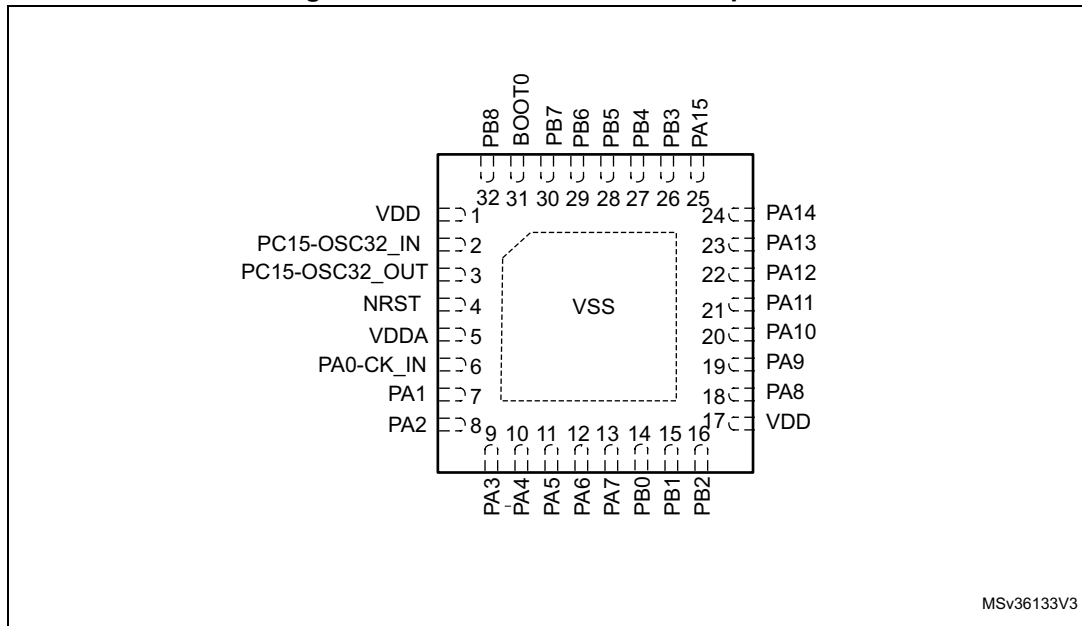 PB8
BOOT0
PB7
PB6
PB5
PB4
PB3
PA15
32 31 30 29 28 27 26 25
VDD 1
PC15-OSC32_IN 2
PC15-OSC32_OUT 3
NRST 4
VDDA 5
PA0-CK_IN 6
PA1 7
PA2 8
VSS
24 PA14
23 PA13
22 PA12
21 PA11
20 PA10
19 PA9
18 PA8
17 VDD
9 10 11 12 13 14 15 16
PA3
PA4
PA5
PA6
PA7
PB0
PB1
PB2
MSv36133V3